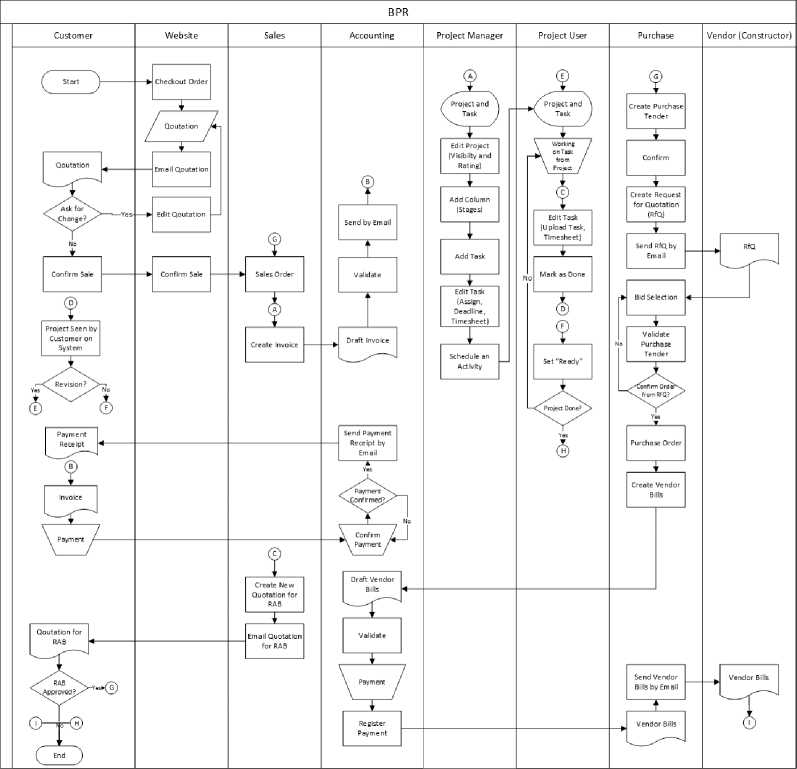 BPR
Customer
Website
Sales
Accounting
Project Manager
Project User
Purchase
Vendor (Constructor)
Start
Checkout Order
Qoutation
Email Qoutation
Qoutation
Ask for
Change?
Yes
Edit Qoutation
No
Confirm Sale
Confirm Sale
D
Project Seen by
Customer on
System
Revision?
Yes
No
E
F
Payment
Receipt
B
Invoice
Payment
Qoutation for
RAB
RAB
Approved?
Yes
G
I
H
No
End
G
Sales Order
A
Create Invoice
C
Create New
Quotation for
RAB
Email Quotation
for RAB
B
Send by Email
Validate
Draft Invoice
Send Payment
Receipt by
Email
Yes
Payment
Confirmed?
No
Confirm
Payment
Draft Vendor
Bills
Validate
Payment
Register
Payment
A
Project and
Task
Edit Project
(Visibilty and
Rating)
Add Column
(Stages)
Add Task
Edit Task
(Assign,
Deadline,
Timesheet)
Schedule an
Activity
E
Project and
Task
Working
on Task
from
Project
C
Edit Task
(Upload Task,
Timesheet)
No
Mark as Done
D
F
Set "Ready"
Project Done?
Yes
H
G
Create Purchase
Tender
Confirm
Create Request
for Quotation
(RfQ)
Send RfQ by
Email
Bid Selection
Validate
Purchase
Tender
No
Confirm Order
from RFQ?
Yes
Purchase Order
Create Vendor
Bills
Send Vendor
Bills by Email
Vendor Bills
RfQ
Vendor Bills
I